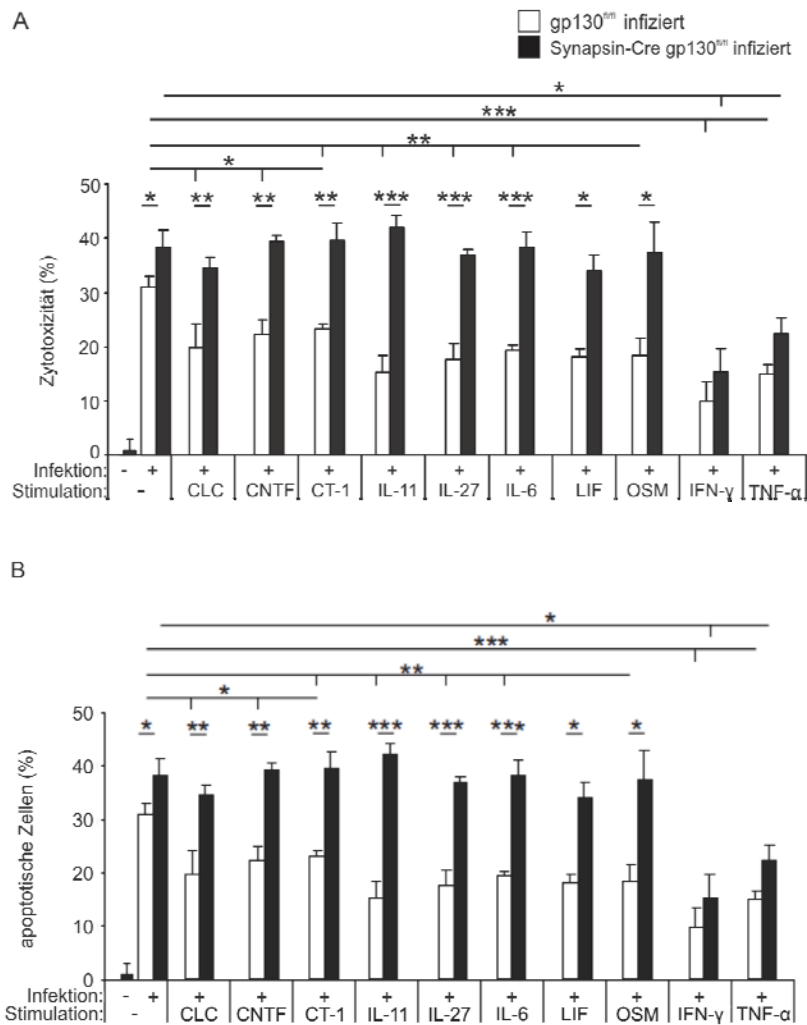 A
gp130fl/fl infiziert
Synapsin-Cre gp130fl/fl infiziert
*
***
**
*
* ** ** ** *** *** *** * *
Zytotoxizität (%)
50
40
30
20
10
0
Infektion: - + + + + + + + + + + +
Stimulation: - CLC CNTF CT-1 IL-11 IL-27 IL-6 LIF OSM IFN-γ TNF-α
B
*
***
**
*
* ** ** ** *** *** *** * *
apoptotische Zellen (%)
50
40
30
20
10
0
Infektion: - + + + + + + + + + + +
Stimulation: - CLC CNTF CT-1 IL-11 IL-27 IL-6 LIF OSM IFN-γ TNF-α